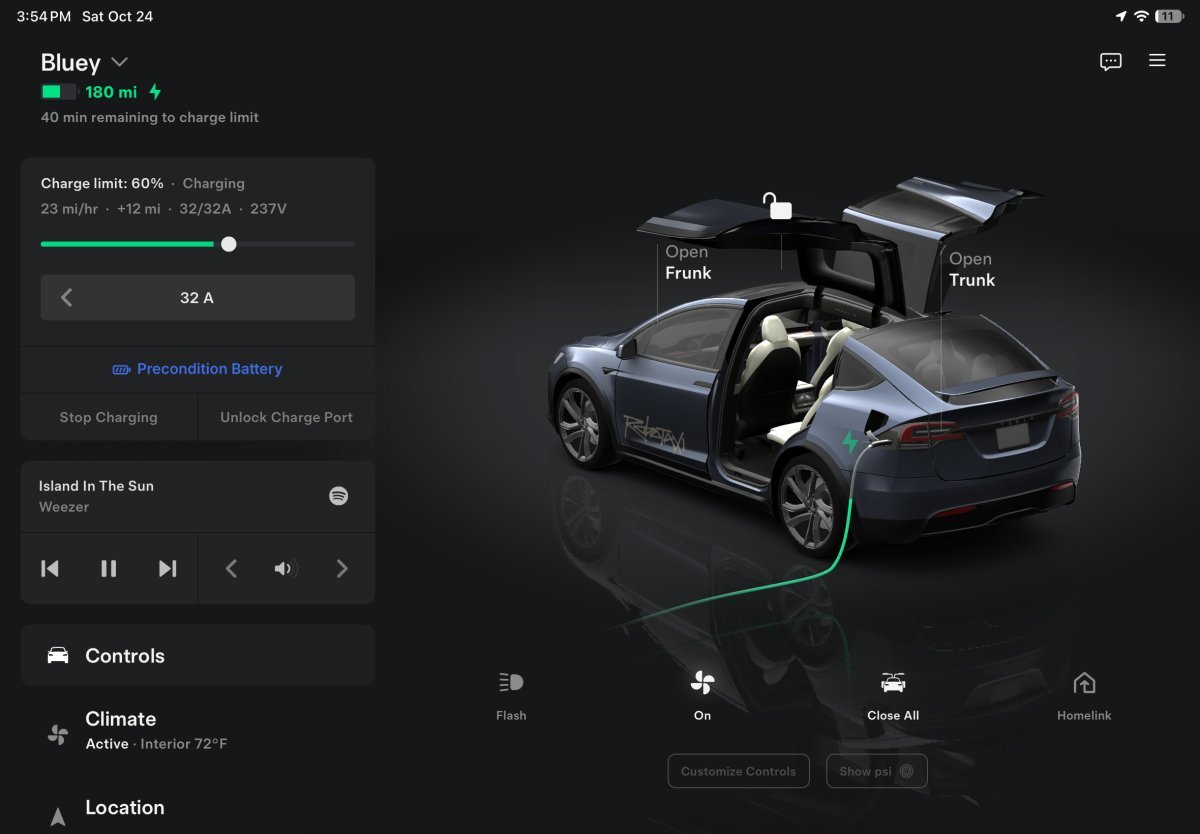 3:54 PM Sat Oct 24
11
Bluey
180 mi
40 min remaining to charge limit
Charge limit: 60% · Charging
23 mi/hr · +12 mi · 32/32A · 237V
32 A
Precondition Battery
Stop Charging
Unlock Charge Port
Island In The Sun
Weezer
Controls
Climate
Active · Interior 72°F
Location
Open
Frunk
Open
Trunk
Robotaxi
Flash
On
Close All
Homelink
Customize Controls
Show psi